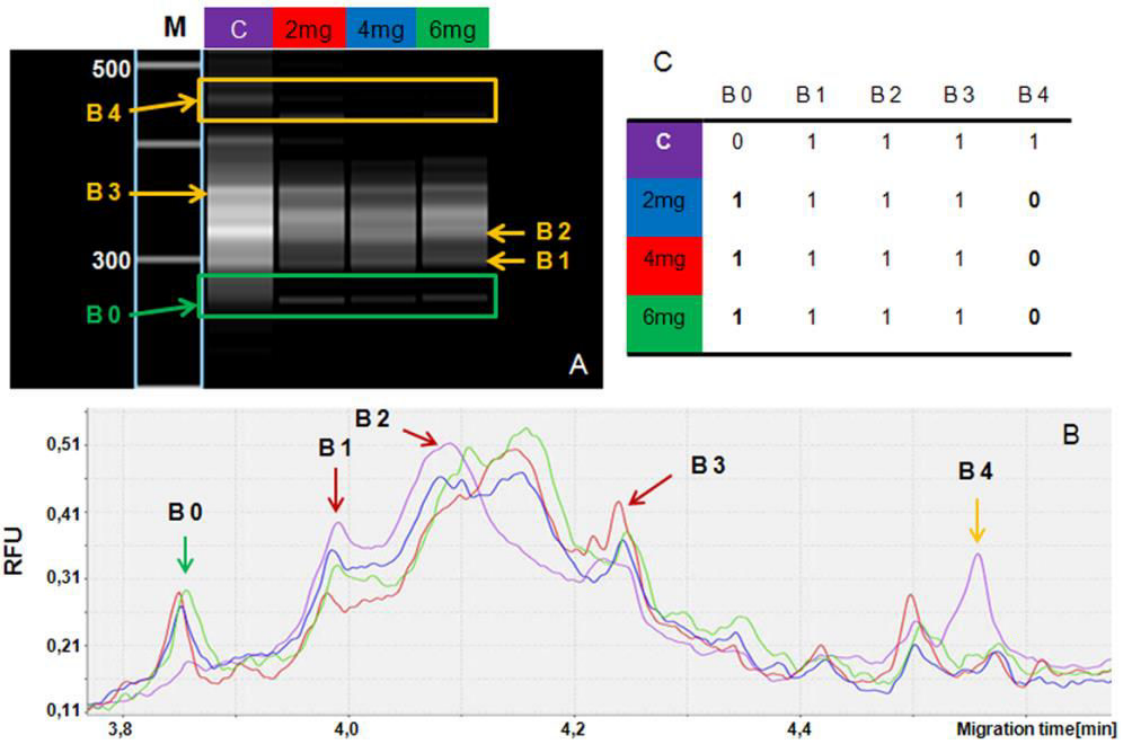 M C 2mg 4mg 6mg
500
B 4
B 3
B 2
300
B 1
B 0
A
C
B 0 B 1 B 2 B 3 B 4
C 0 1 1 1 1
2mg 1 1 1 1 0
4mg 1 1 1 1 0
6mg 1 1 1 1 0
B
B 2
B 1
B 3
B 4
B 0
RFU
0,51
0,41
0,31
0,21
0,11
3,8 4,0 4,2 4,4 Migration time[min]